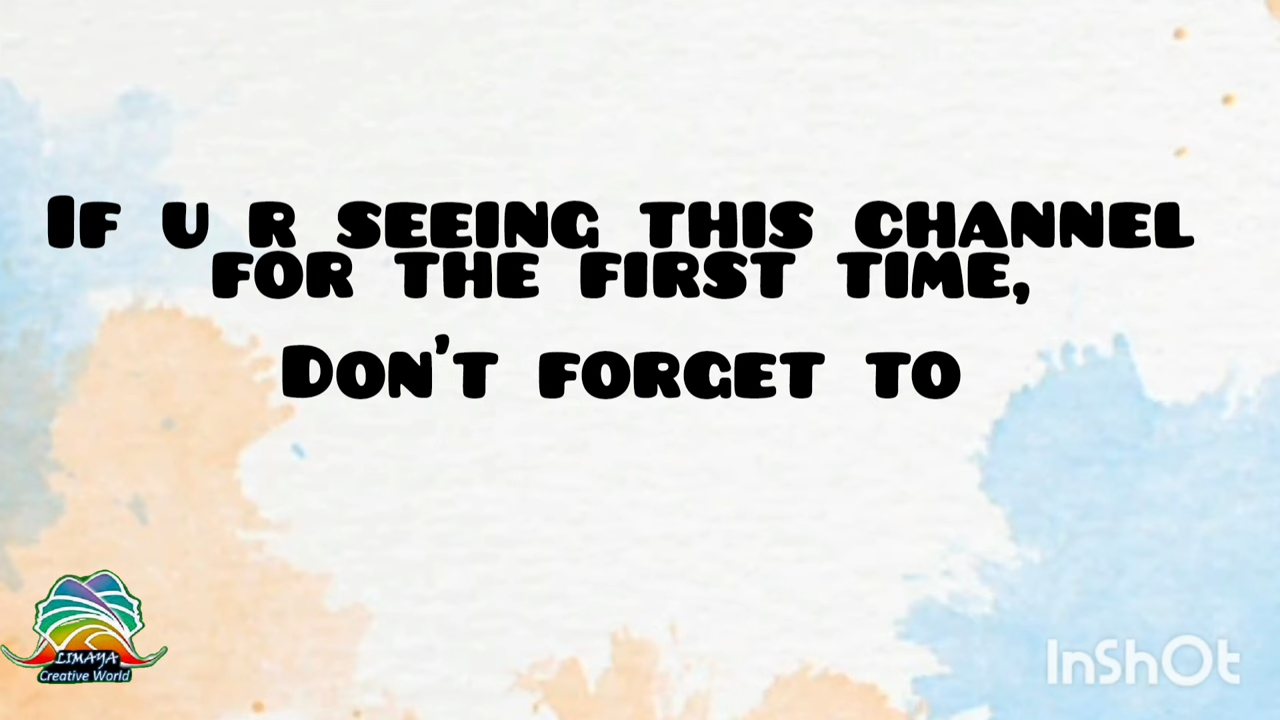 If u r seeing this channel
for the first time,
Don't forget to
LIMAYA
Creative World
InShOt